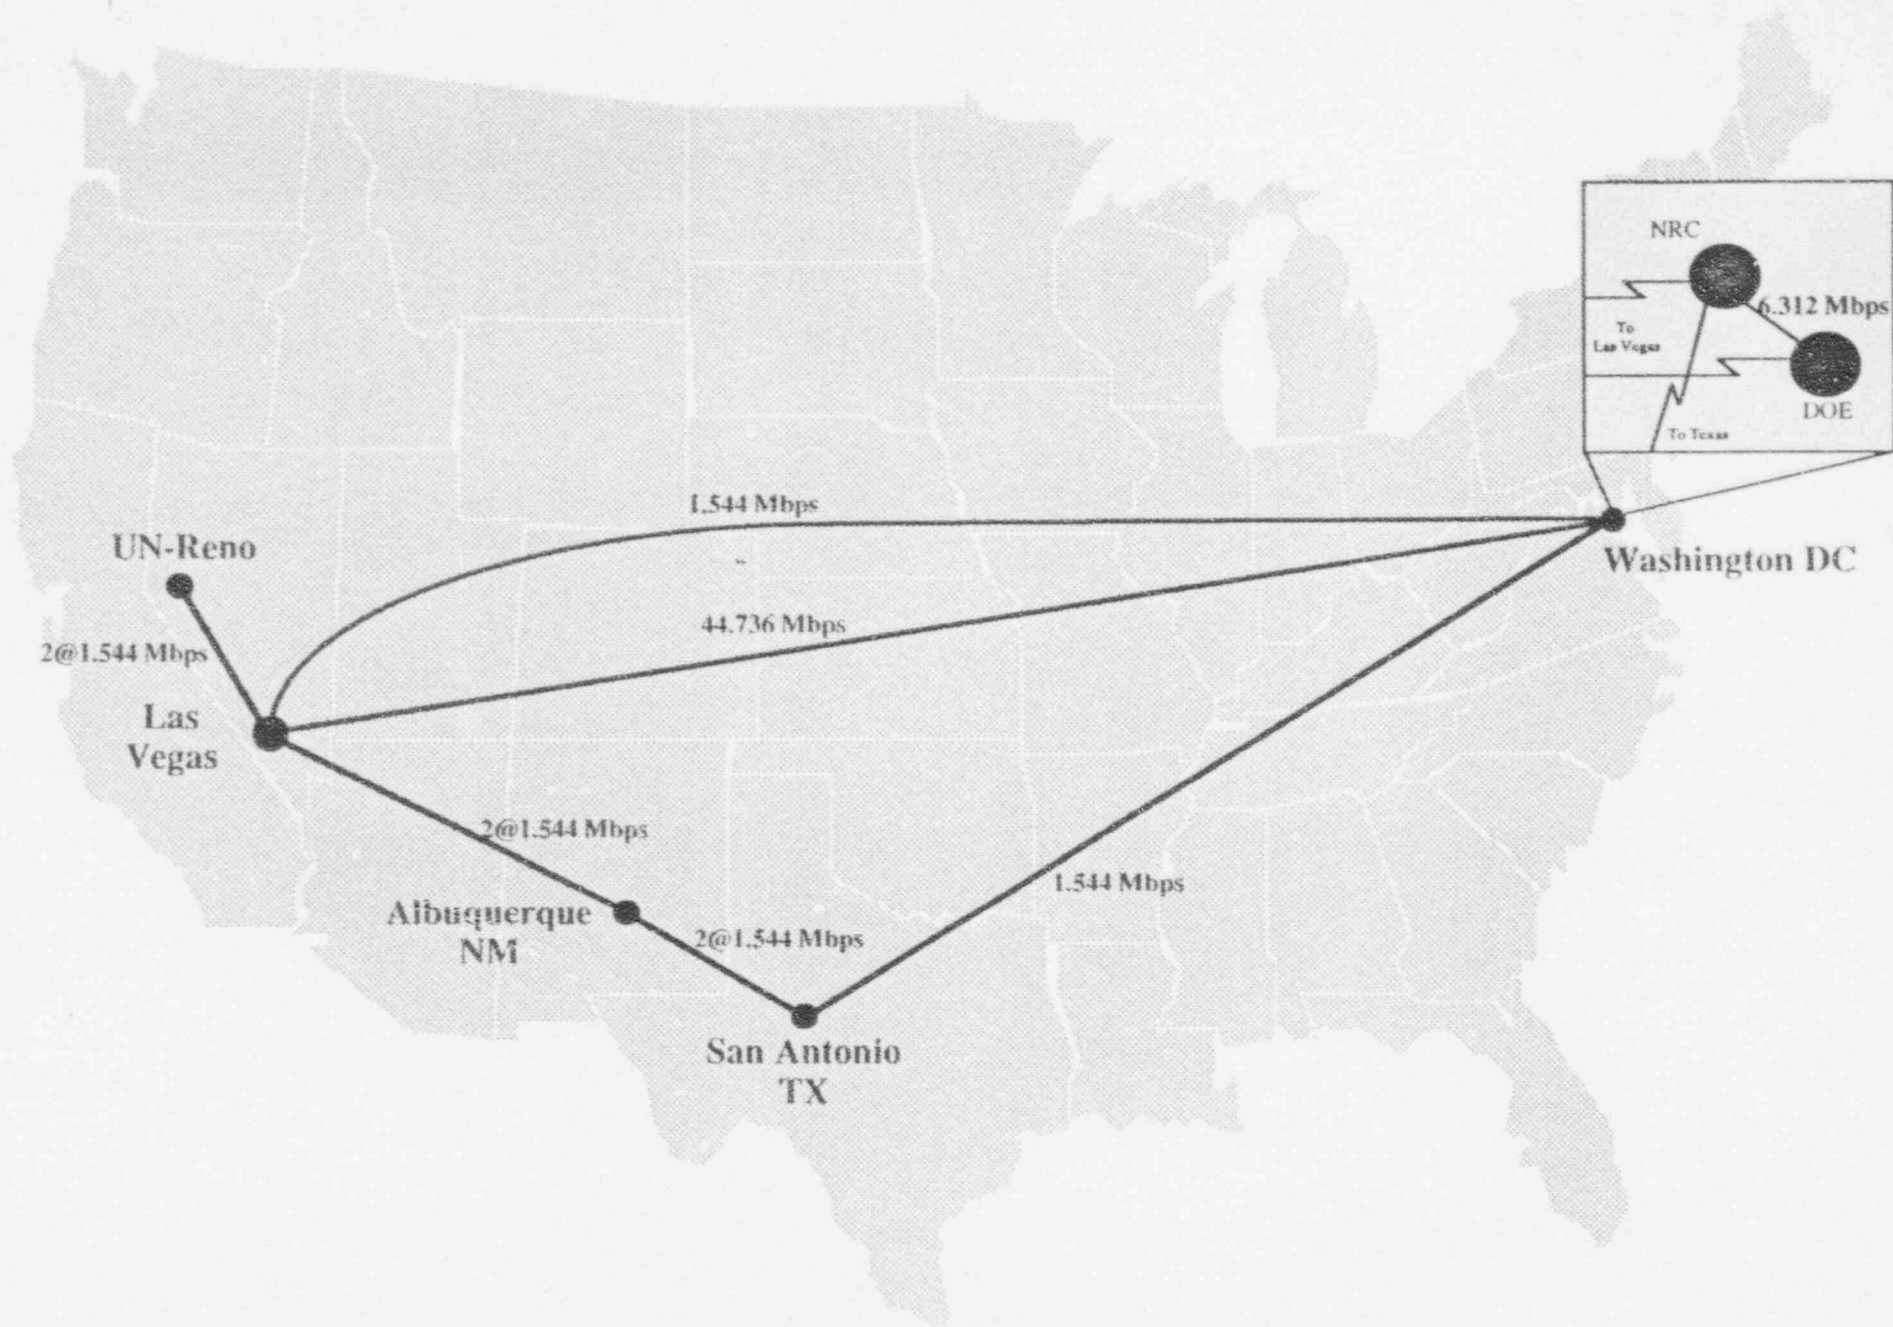 NRC
6.312 Mbps
To
Las Vegas
DOE
To Texas
1.544 Mbps
UN-Reno
Washington DC
44.736 Mbps
2@1.544 Mbps
Las
Vegas
2@1.544 Mbps
1.544 Mbps
Albuquerque
NM
2@1.544 Mbps
San Antonio
TX